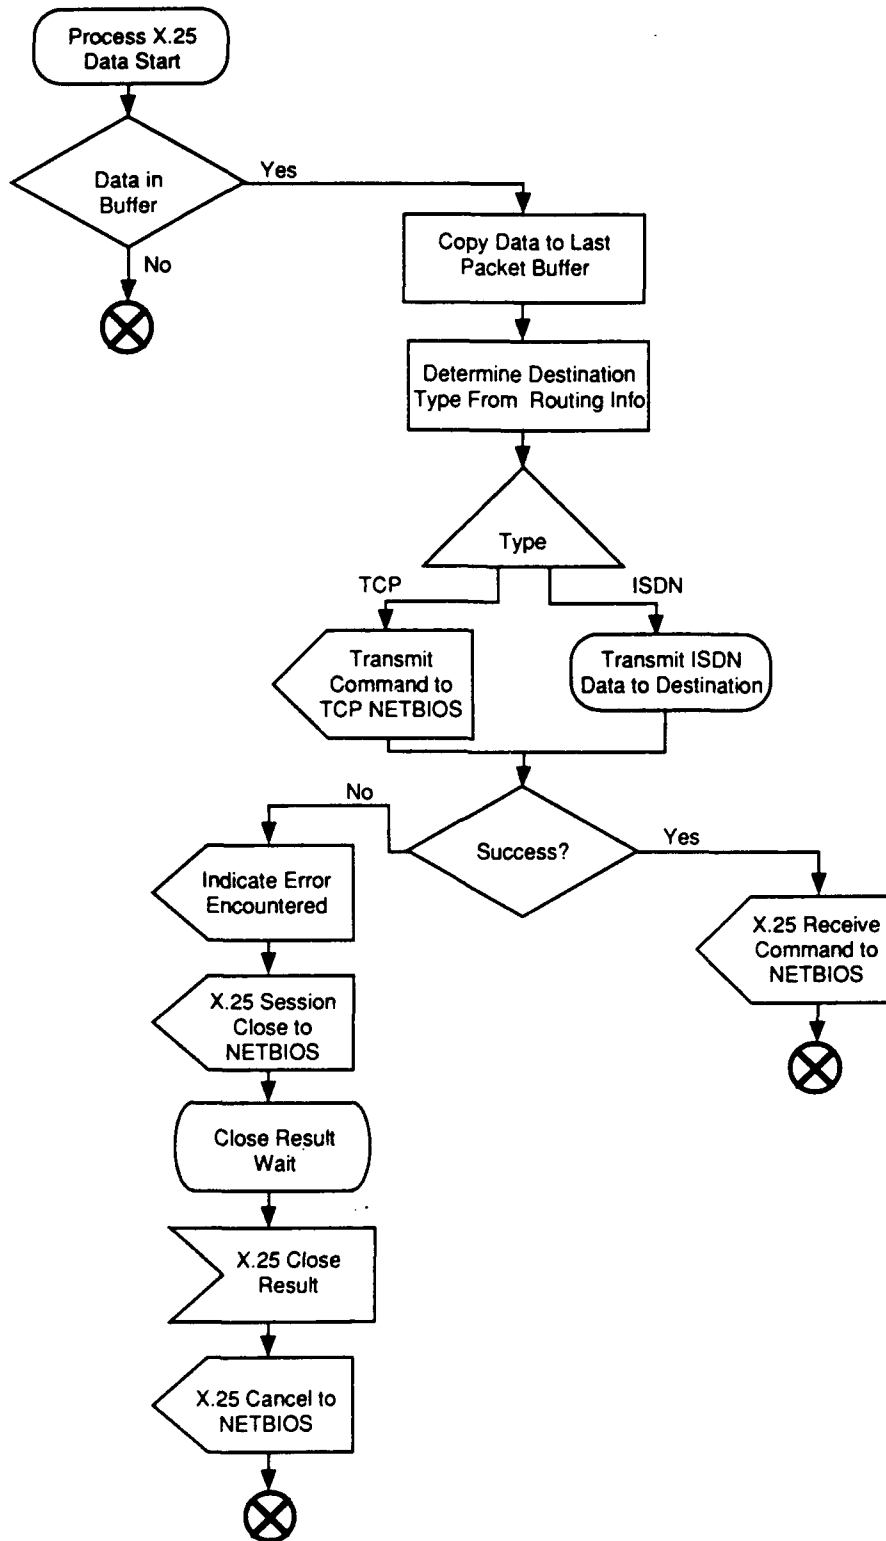 Process X.25
Data Start
Data in
Buffer
Yes
No
Copy Data to Last
Packet Buffer
Determine Destination
Type From Routing Info
Type
TCP
ISDN
Transmit
Command to
TCP NETBIOS
Transmit ISDN
Data to Destination
Success?
No
Yes
Indicate Error
Encountered
X.25 Receive
Command to
NETBIOS
X.25 Session
Close to
NETBIOS
Close Result
Wait
X.25 Close
Result
X.25 Cancel to
NETBIOS